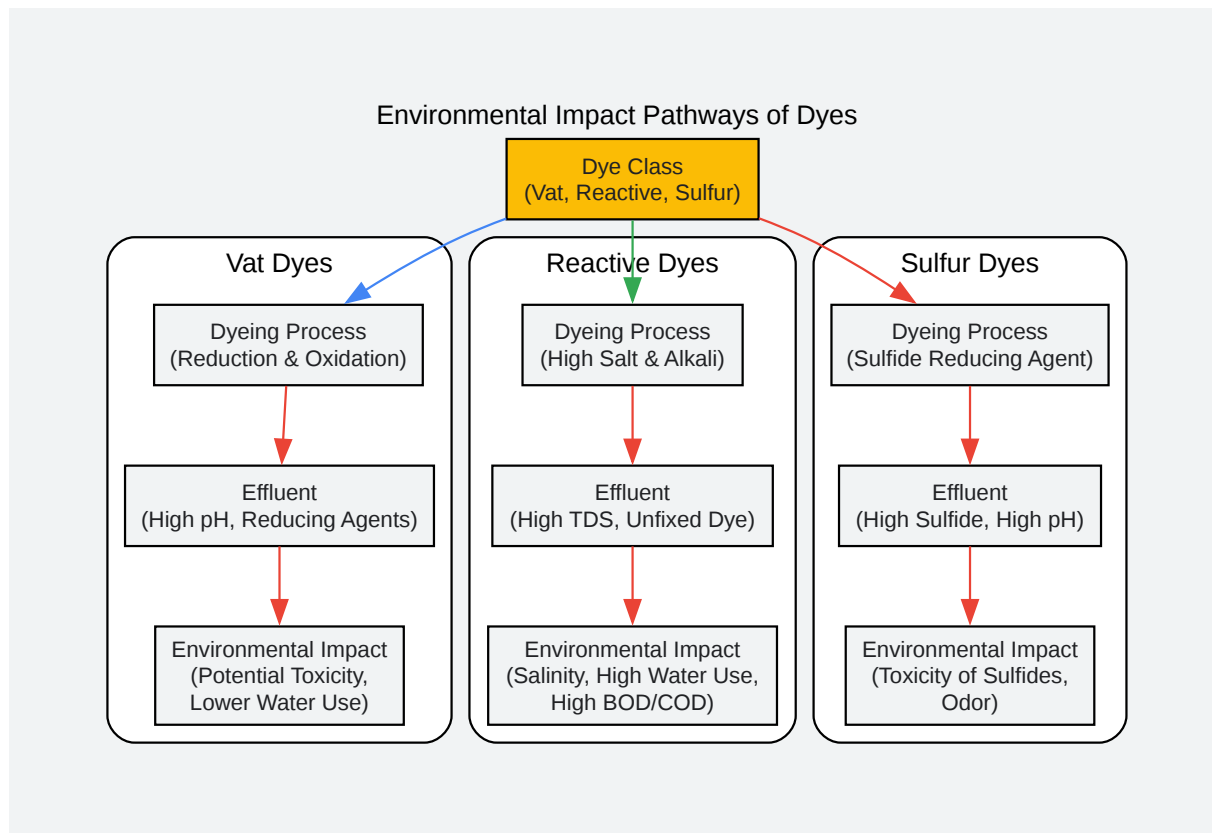 Environmental Impact Pathways of Dyes
Dye Class
(Vat, Reactive, Sulfur)
Vat Dyes
Dyeing Process
(Reduction & Oxidation)
Effluent
(High pH, Reducing Agents)
Environmental Impact
(Potential Toxicity,
Lower Water Use)
Reactive Dyes
Dyeing Process
(High Salt & Alkali)
Effluent
(High TDS, Unfixed Dye)
Environmental Impact
(Salinity, High Water Use,
High BOD/COD)
Sulfur Dyes
Dyeing Process
(Sulfide Reducing Agent)
Effluent
(High Sulfide, High pH)
Environmental Impact
(Toxicity of Sulfides,
Odor)